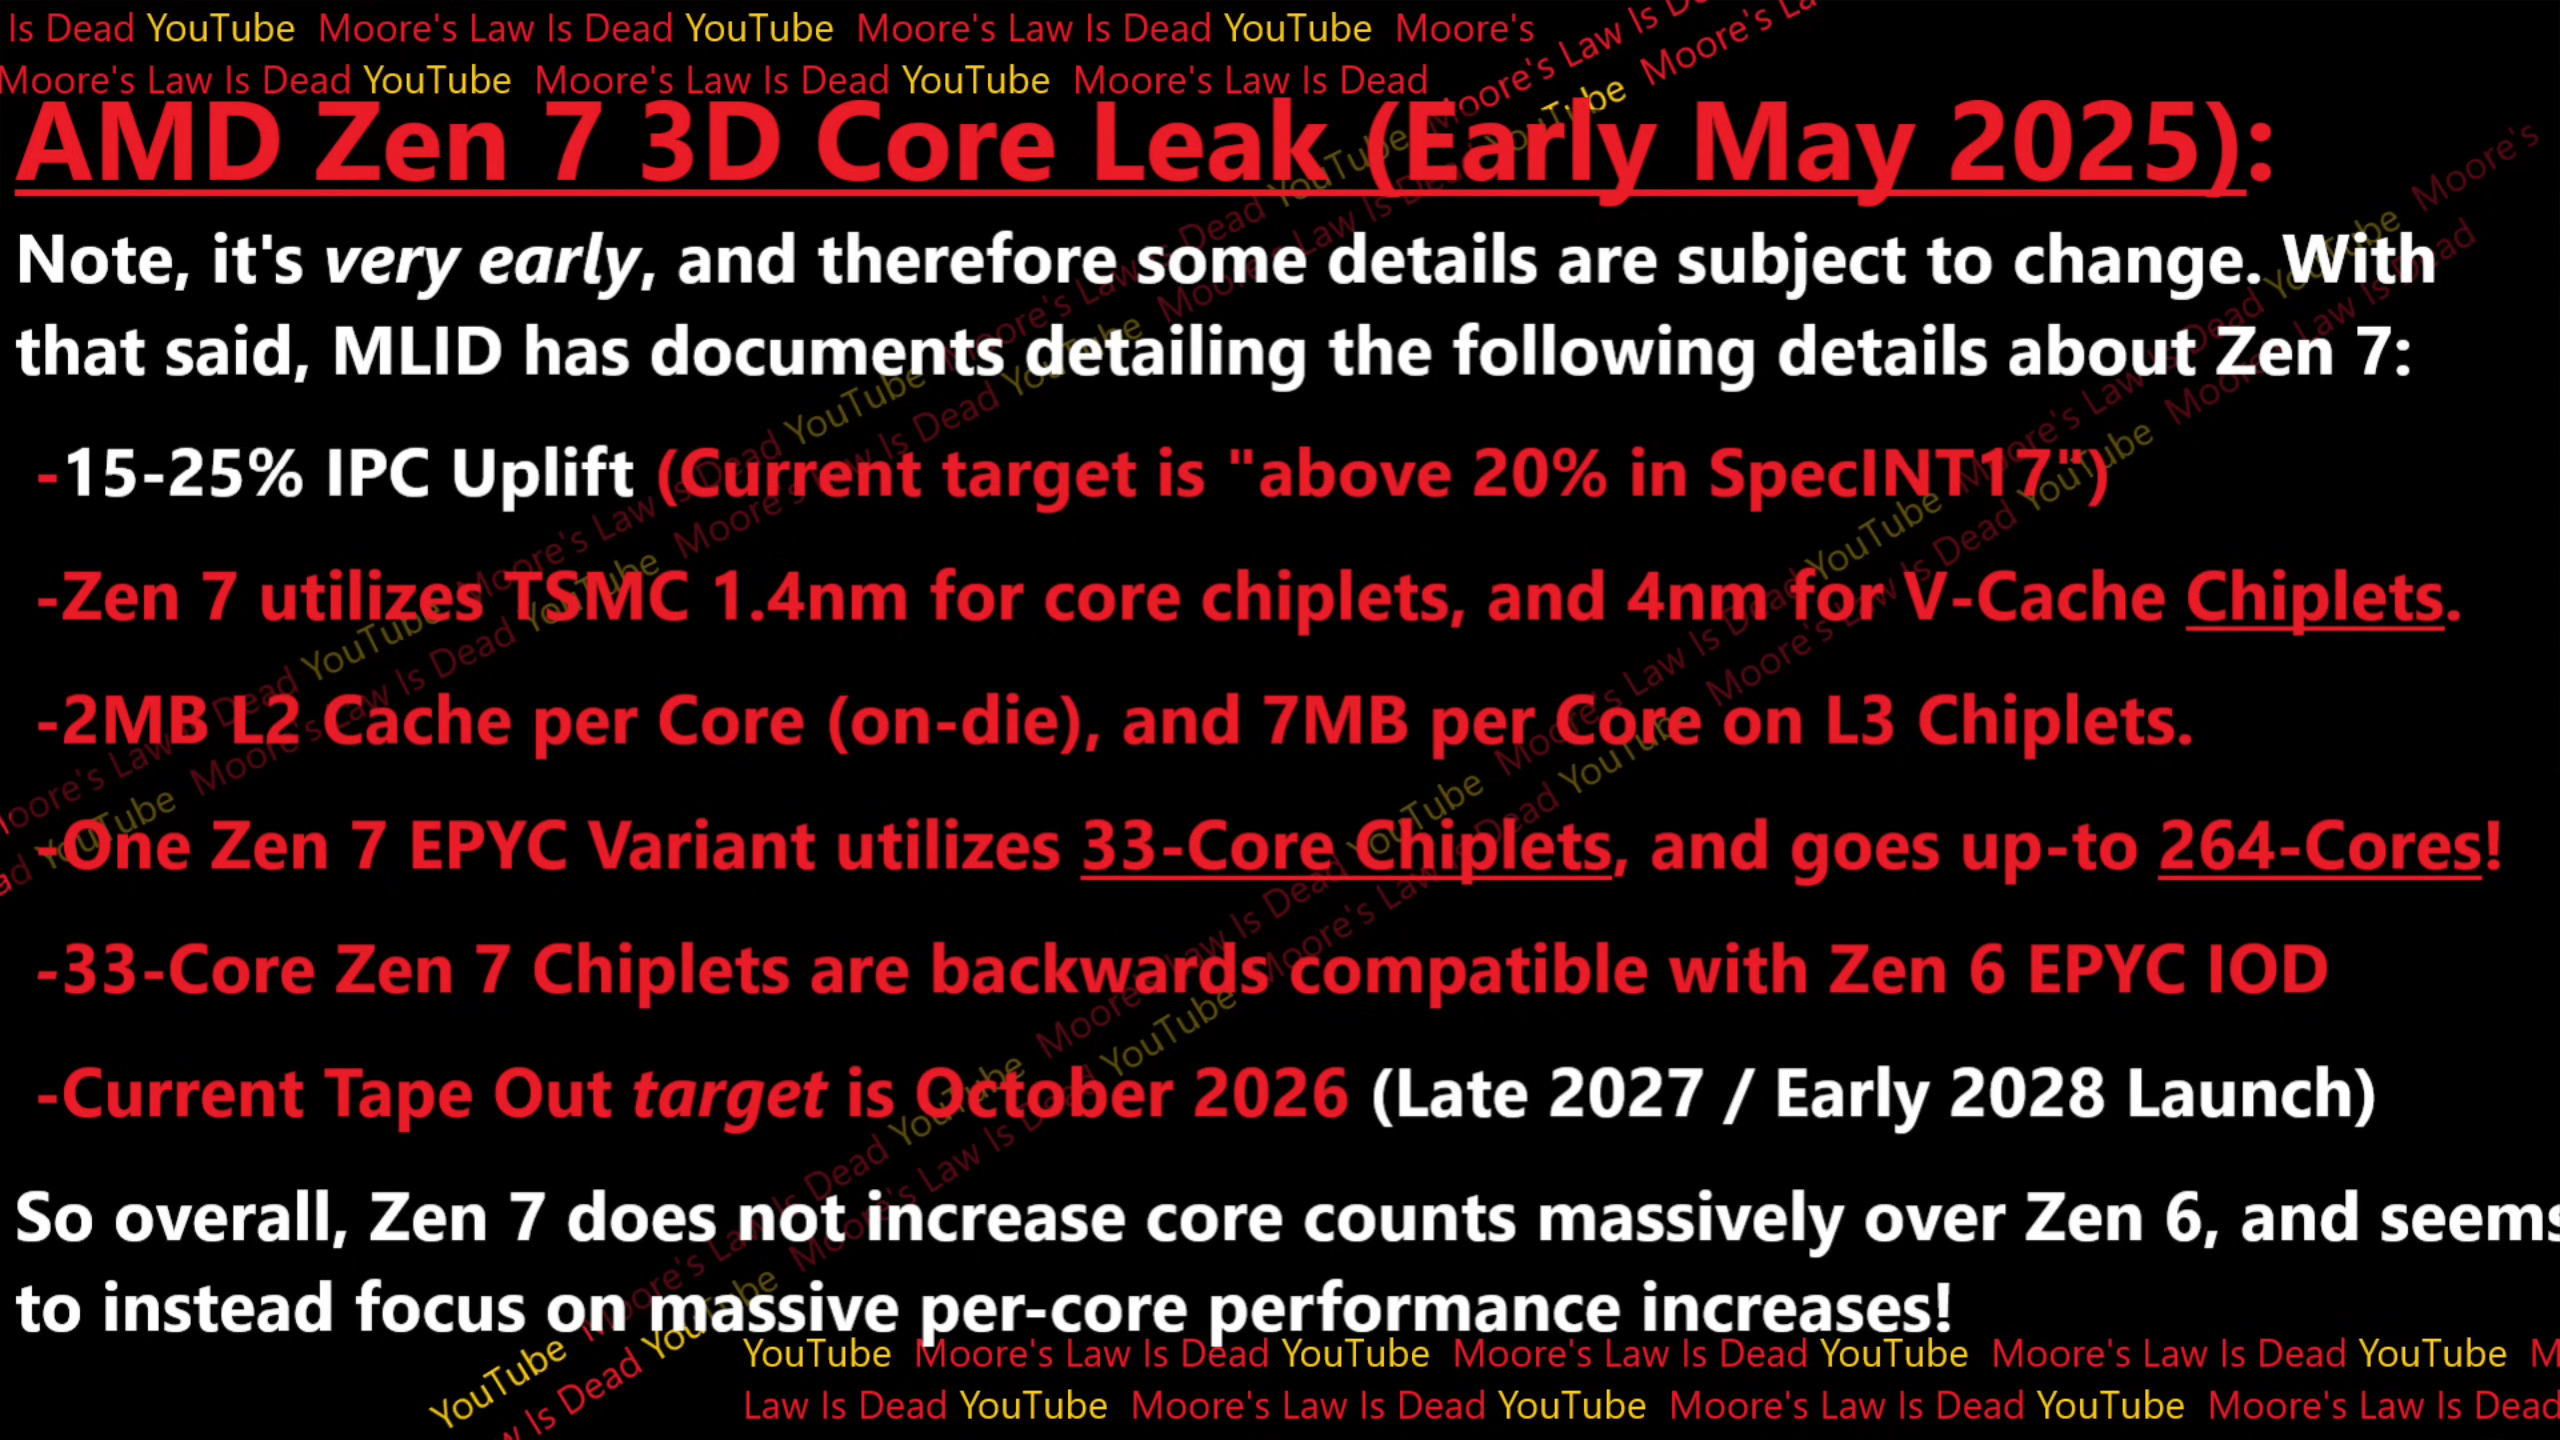 Is Dead YouTube Moore's Law Is Dead YouTube Moore's Law Is Dead YouTube Moore's
Moore's Law Is Dead YouTube Moore's Law Is Dead YouTube Moore's Law Is Dead
AMD Zen 7 3D Core Leak (Early May 2025):
Note, it's very early, and therefore some details are subject to change. With
that said, MLID has documents detailing the following details about Zen 7:
-15-25% IPC Uplift (Current target is "above 20% in SpecINT17")
-Zen 7 utilizes TSMC 1.4nm for core chiplets, and 4nm for V-Cache Chiplets.
-2MB L2 Cache per Core (on-die), and 7MB per Core on L3 Chiplets.
-One Zen 7 EPYC Variant utilizes 33-Core Chiplets, and goes up-to 264-Cores!
-33-Core Zen 7 Chiplets are backwards compatible with Zen 6 EPYC IOD
-Current Tape Out target is October 2026 (Late 2027 / Early 2028 Launch)
So overall, Zen 7 does not increase core counts massively over Zen 6, and seems
to instead focus on massive per-core performance increases!
YouTube Moore's Law Is Dead YouTube Moore's Law Is Dead YouTube Moore's Law Is Dead YouTube M
Law Is Dead YouTube Moore's Law Is Dead YouTube Moore's Law Is Dead YouTube Moore's Law Is Dead